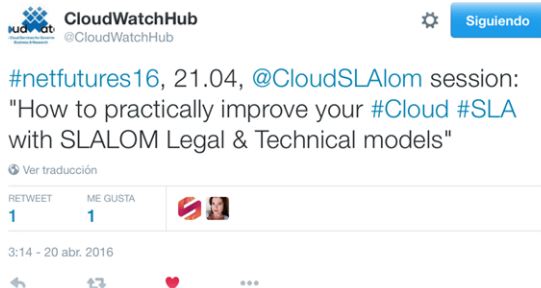 CloudWatchHub
@CloudWatchHub
Siguiendo
#netfutures16, 21.04, @CloudSLAlom session:
"How to practically improve your #Cloud #SLA
with SLALOM Legal & Technical models"
Ver traducción
RETWEET
ME GUSTA
1
1
3:14 - 20 abr. 2016